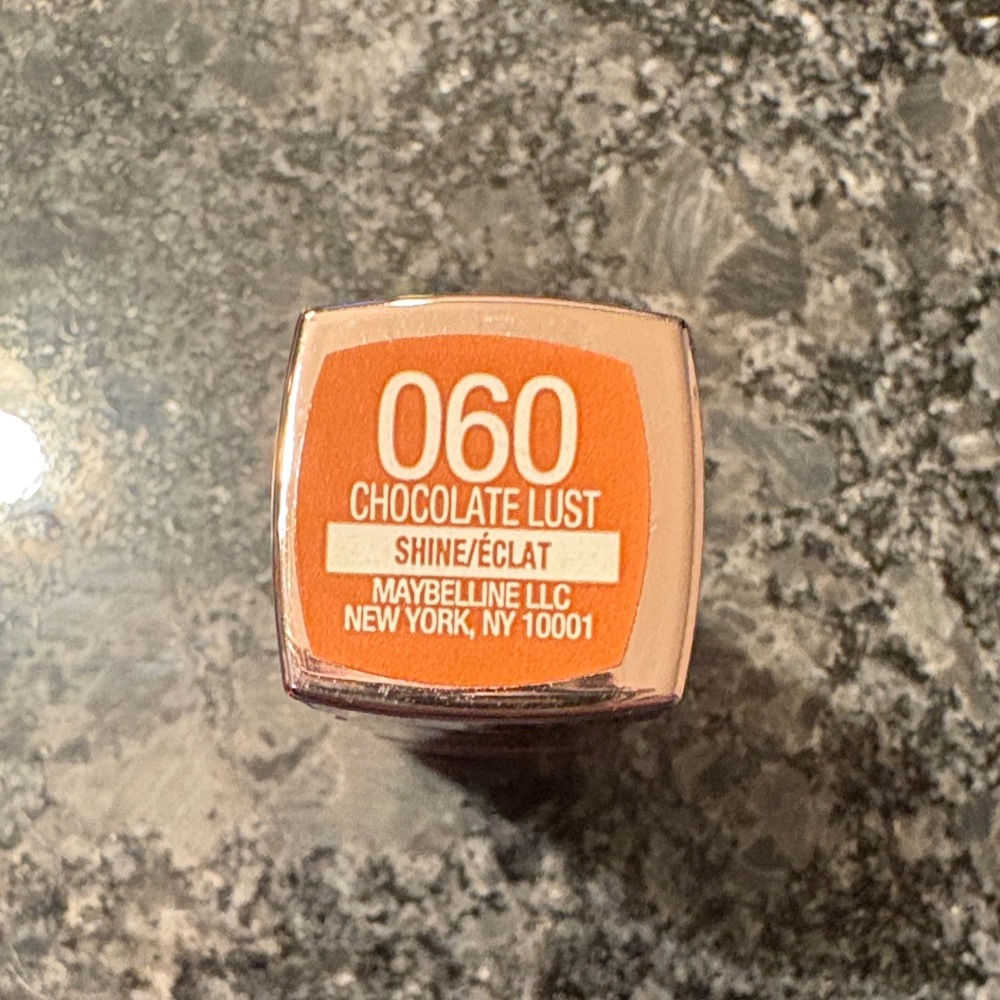 060
CHOCOLATE LUST
SHINE/ÉCLAT
MAYBELLINE LLC
NEW YORK, NY 10001